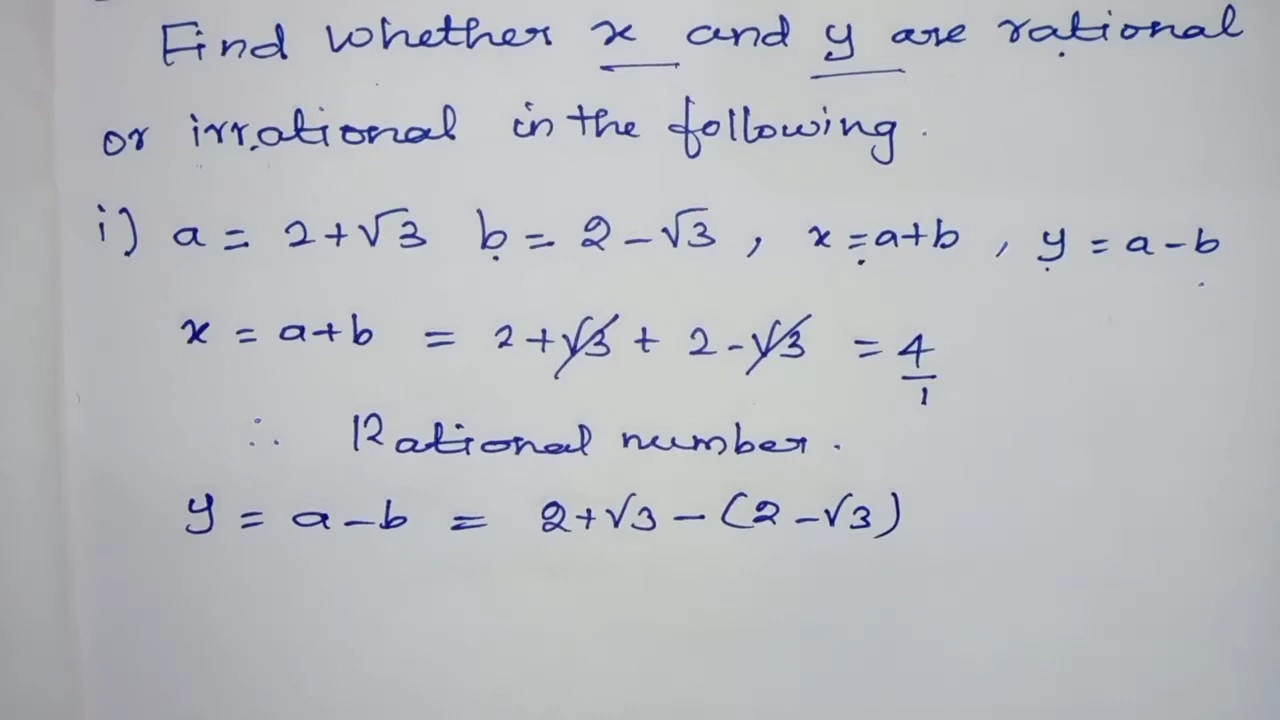 Find whether x and y are rational
or irrational in the following.
i) a = 2+√3 b = 2-√3, x = a+b, y = a-b
x = a+b = 2+√3 + 2-√3 = 4/1
∴ Rational number.
y = a-b = 2+√3-(2-√3)